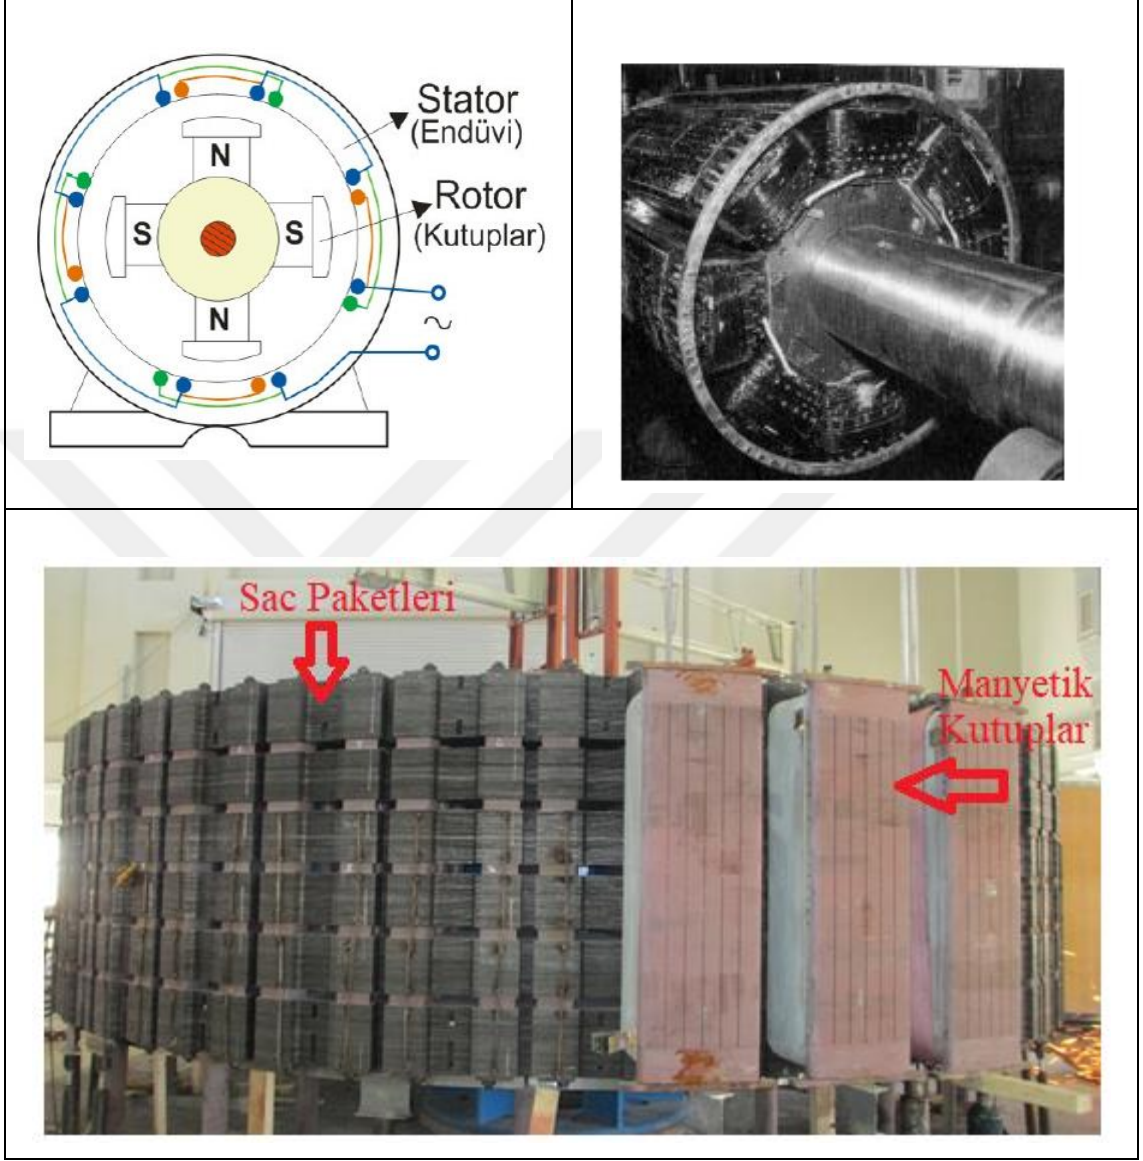 Stator
(Endüvi)
N
Rotor
(Kutuplar)
S
S
N
~
Sac Paketleri
Manyetik
Kutuplar